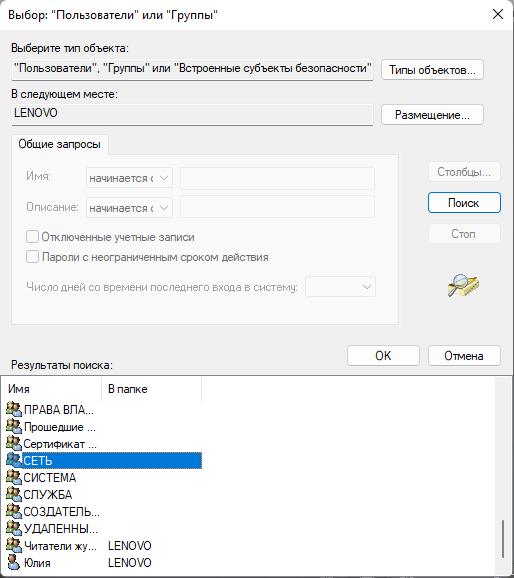 Выбор: "Пользователи" или "Группы"
Выберите тип объекта:
"Пользователи", "Группы" или "Встроенные субъекты безопасности"
Типы объектов...
В следующем месте:
LENOVO
Размещение...
Общие запросы
Имя:
начинается с
Столбцы...
Описание:
начинается с
Поиск
Отключенные учетные записи
Стоп
Пароли с неограниченным сроком действия
Число дней со времени последнего входа в систему:
OK
Отмена
Результаты поиска:
Имя В папке
ПРАВА ВЛА...
Прошедшие ...
Сертификат ...
СЕТЬ
СИСТЕМА
СЛУЖБА
СОЗДАТЕЛЬ...
УДАЛЕННЫ...
Читатели жу... LENOVO
Юлия LENOVO